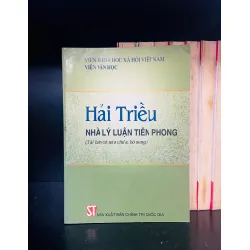 VIỆN KHOA HỌC XÃ HỘI VIỆT NAM
VIỆN VĂN HỌC
Hải Triều
NHÀ LÝ LUẬN TIÊN PHONG
(Tái bản có sửa chữa, bổ sung)
ST NHÀ XUẤT BẢN CHÍNH TRỊ QUỐC GIA